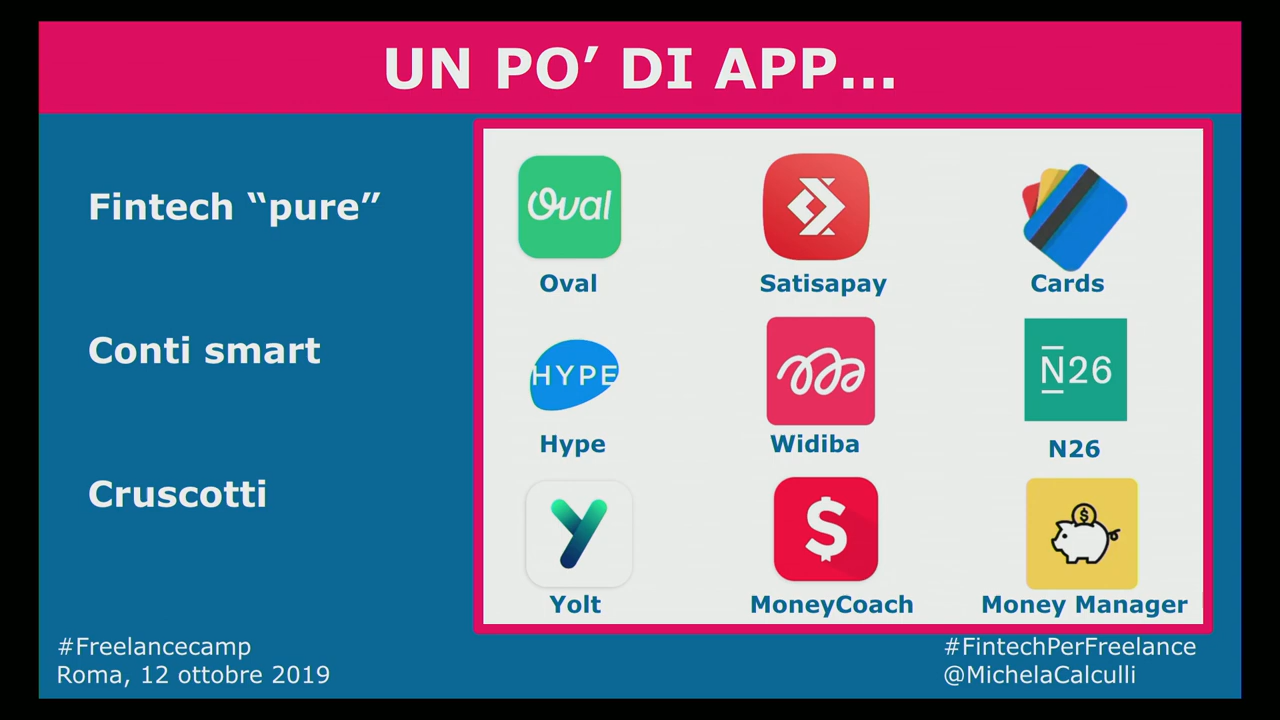 UN PO’ DI APP...
Fintech “pure”
Oval
Oval
Satisapay
Cards
Conti smart
HYPE
Hype
Widiba
N26
N26
Cruscotti
Yolt
$
MoneyCoach
$
Money Manager
#Freelancecamp
Roma, 12 ottobre 2019
#FintechPerFreelance
@MichelaCalculli